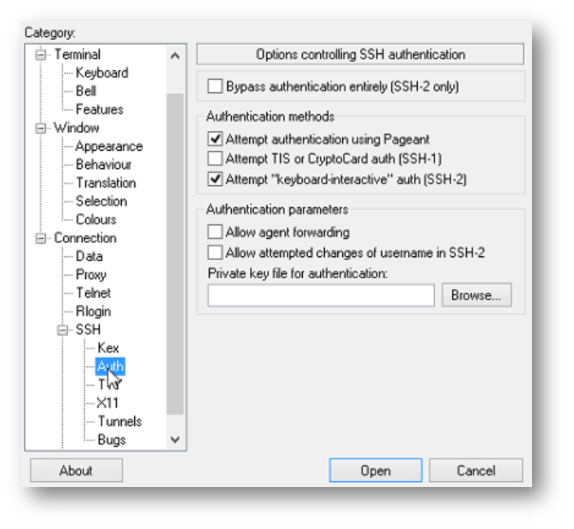 Category:
Terminal
Keyboard
Bell
Features
Window
Appearance
Behaviour
Translation
Selection
Colours
Connection
Data
Proxy
Telnet
Rlogin
SSH
Kex
Auth
X11
Tunnels
Bugs
Options controlling SSH authentication
Bypass authentication entirely (SSH-2 only)
Authentication methods
Attempt authentication using Pageant
Attempt TIS or CryptoCard auth (SSH-1)
Attempt "keyboard-interactive" auth (SSH-2)
Authentication parameters
Allow agent forwarding
Allow attempted changes of username in SSH-2
Private key file for authentication:
Browse...
About
Open
Cancel